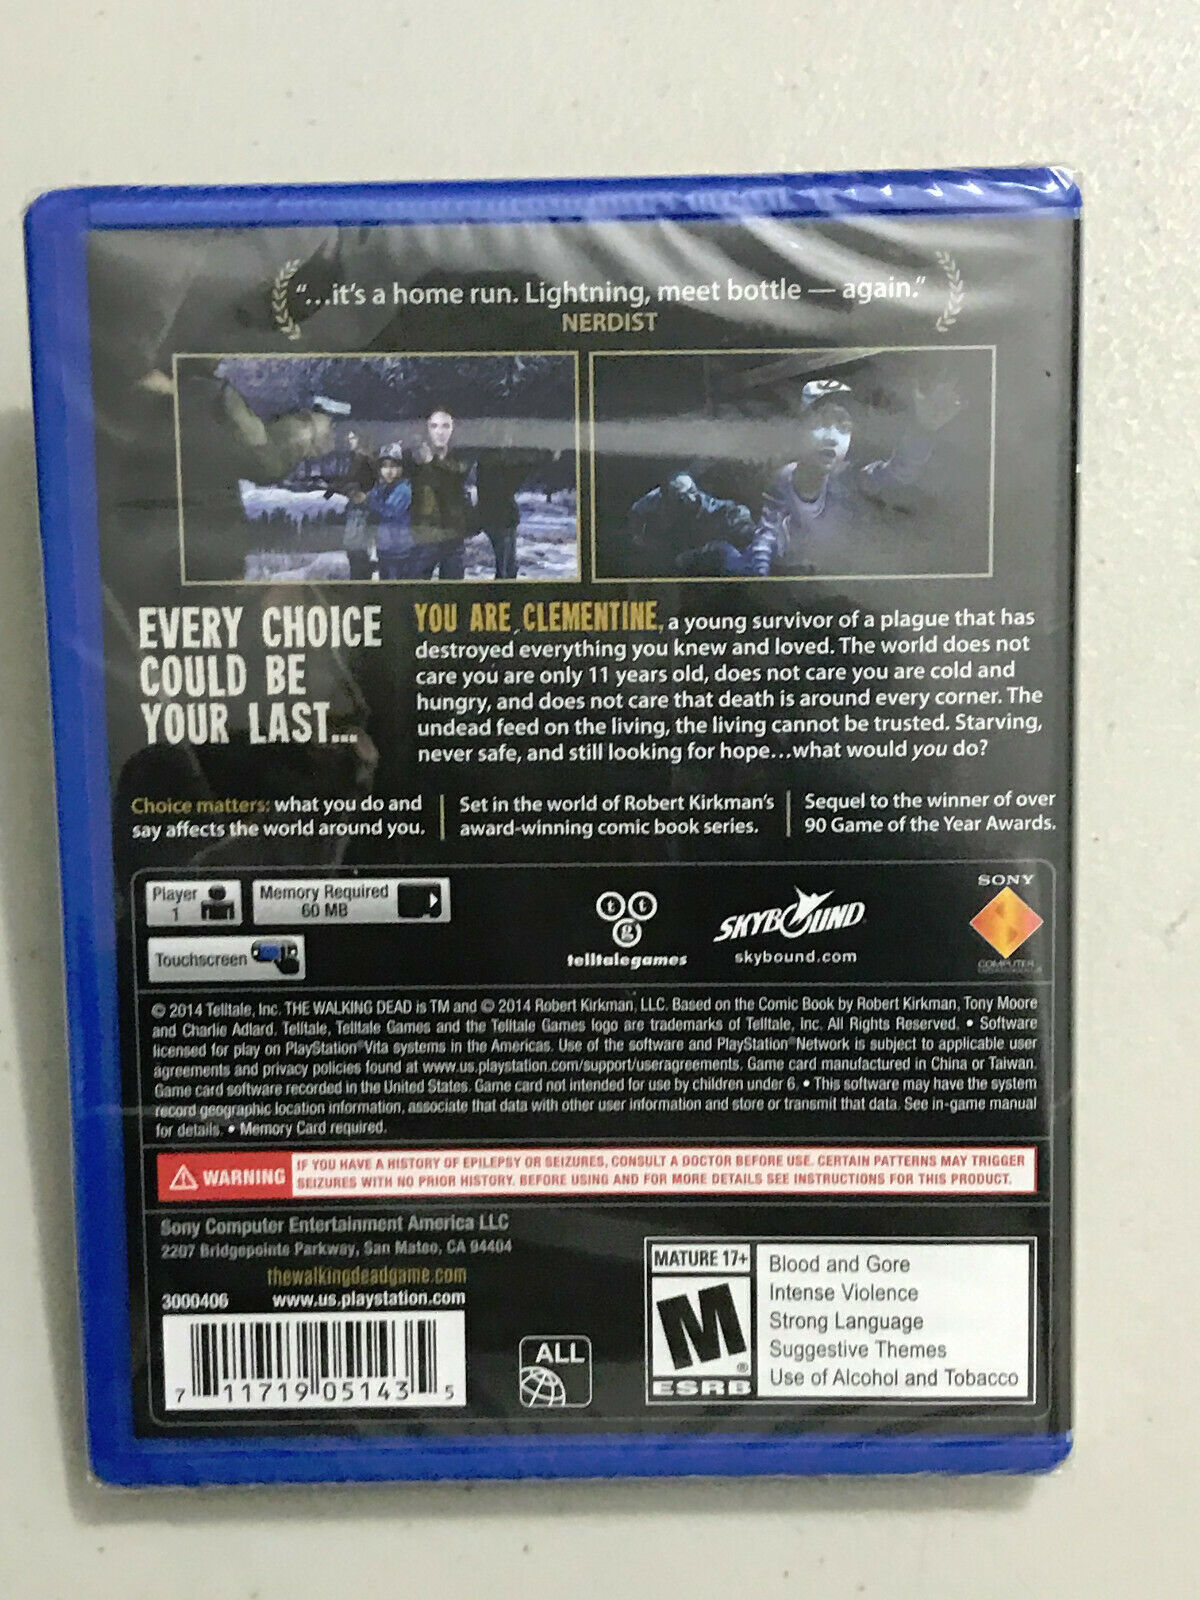 "...it's a home run. Lightning, meet bottle — again."
NERDIST
EVERY CHOICE
COULD BE
YOUR LAST...
YOU ARE CLEMENTINE, a young survivor of a plague that has
destroyed everything you knew and loved. The world does not
care you are only 11 years old, does not care you are cold and
hungry, and does not care that death is around every corner. The
undead feed on the living, the living cannot be trusted. Starving,
never safe, and still looking for hope...what would you do?
Choice matters: what you do and
say affects the world around you.
Set in the world of Robert Kirkman's
award-winning comic book series.
Sequel to the winner of over
90 Game of the Year Awards.
Player
1
Memory Required
60 MB
Touchscreen
ttg
telltalegames
SKYBOUND
skybound.com
SONY
COMPUTER
© 2014 Telltale, Inc. THE WALKING DEAD is TM and © 2014 Robert Kirkman, LLC. Based on the Comic Book by Robert Kirkman, Tony Moore
and Charlie Adlard. Telltale, Telltale Games and the Telltale Games logo are trademarks of Telltale, Inc. All Rights Reserved. • Software
licensed for play on PlayStation®Vita systems in the Americas. Use of the software and PlayStation®Network is subject to applicable user
agreements and privacy policies found at www.us.playstation.com/support/useragreements. Game card manufactured in China or Taiwan.
Game card software recorded in the United States. Game card not intended for use by children under 6. • This software may have the system
record geographic location information, associate that data with other user information and store or transmit that data. See in-game manual
for details. • Memory Card required.
WARNING
IF YOU HAVE A HISTORY OF EPILEPSY OR SEIZURES, CONSULT A DOCTOR BEFORE USE. CERTAIN PATTERNS MAY TRIGGER
SEIZURES WITH NO PRIOR HISTORY. BEFORE USING AND FOR MORE DETAILS SEE INSTRUCTIONS FOR THIS PRODUCT.
Sony Computer Entertainment America LLC
2207 Bridgepointe Parkway, San Mateo, CA 94404
thewalkingdeadgame.com
3000406 www.us.playstation.com
7 11719 05143 5
ALL
MATURE 17+
M
®
ESRB
Blood and Gore
Intense Violence
Strong Language
Suggestive Themes
Use of Alcohol and Tobacco